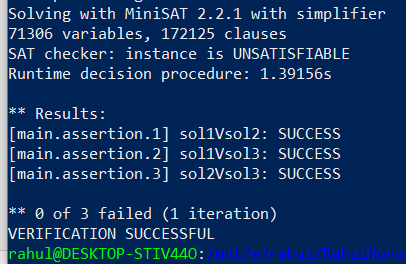 Solving with MiniSAT 2.2.1 with simplifier
71306 variables, 172125 clauses
SAT checker: instance is UNSATISFIABLE
Runtime decision procedure: 1.39156s
** Results:
[main.assertion.1] sol1Vsol2: SUCCESS
[main.assertion.2] sol1Vsol3: SUCCESS
[main.assertion.3] sol2Vsol3: SUCCESS
** 0 of 3 failed (1 iteration)
VERIFICATION SUCCESSFUL
rahul@DESKTOP-STIV44O:/mnt/e/rahul/